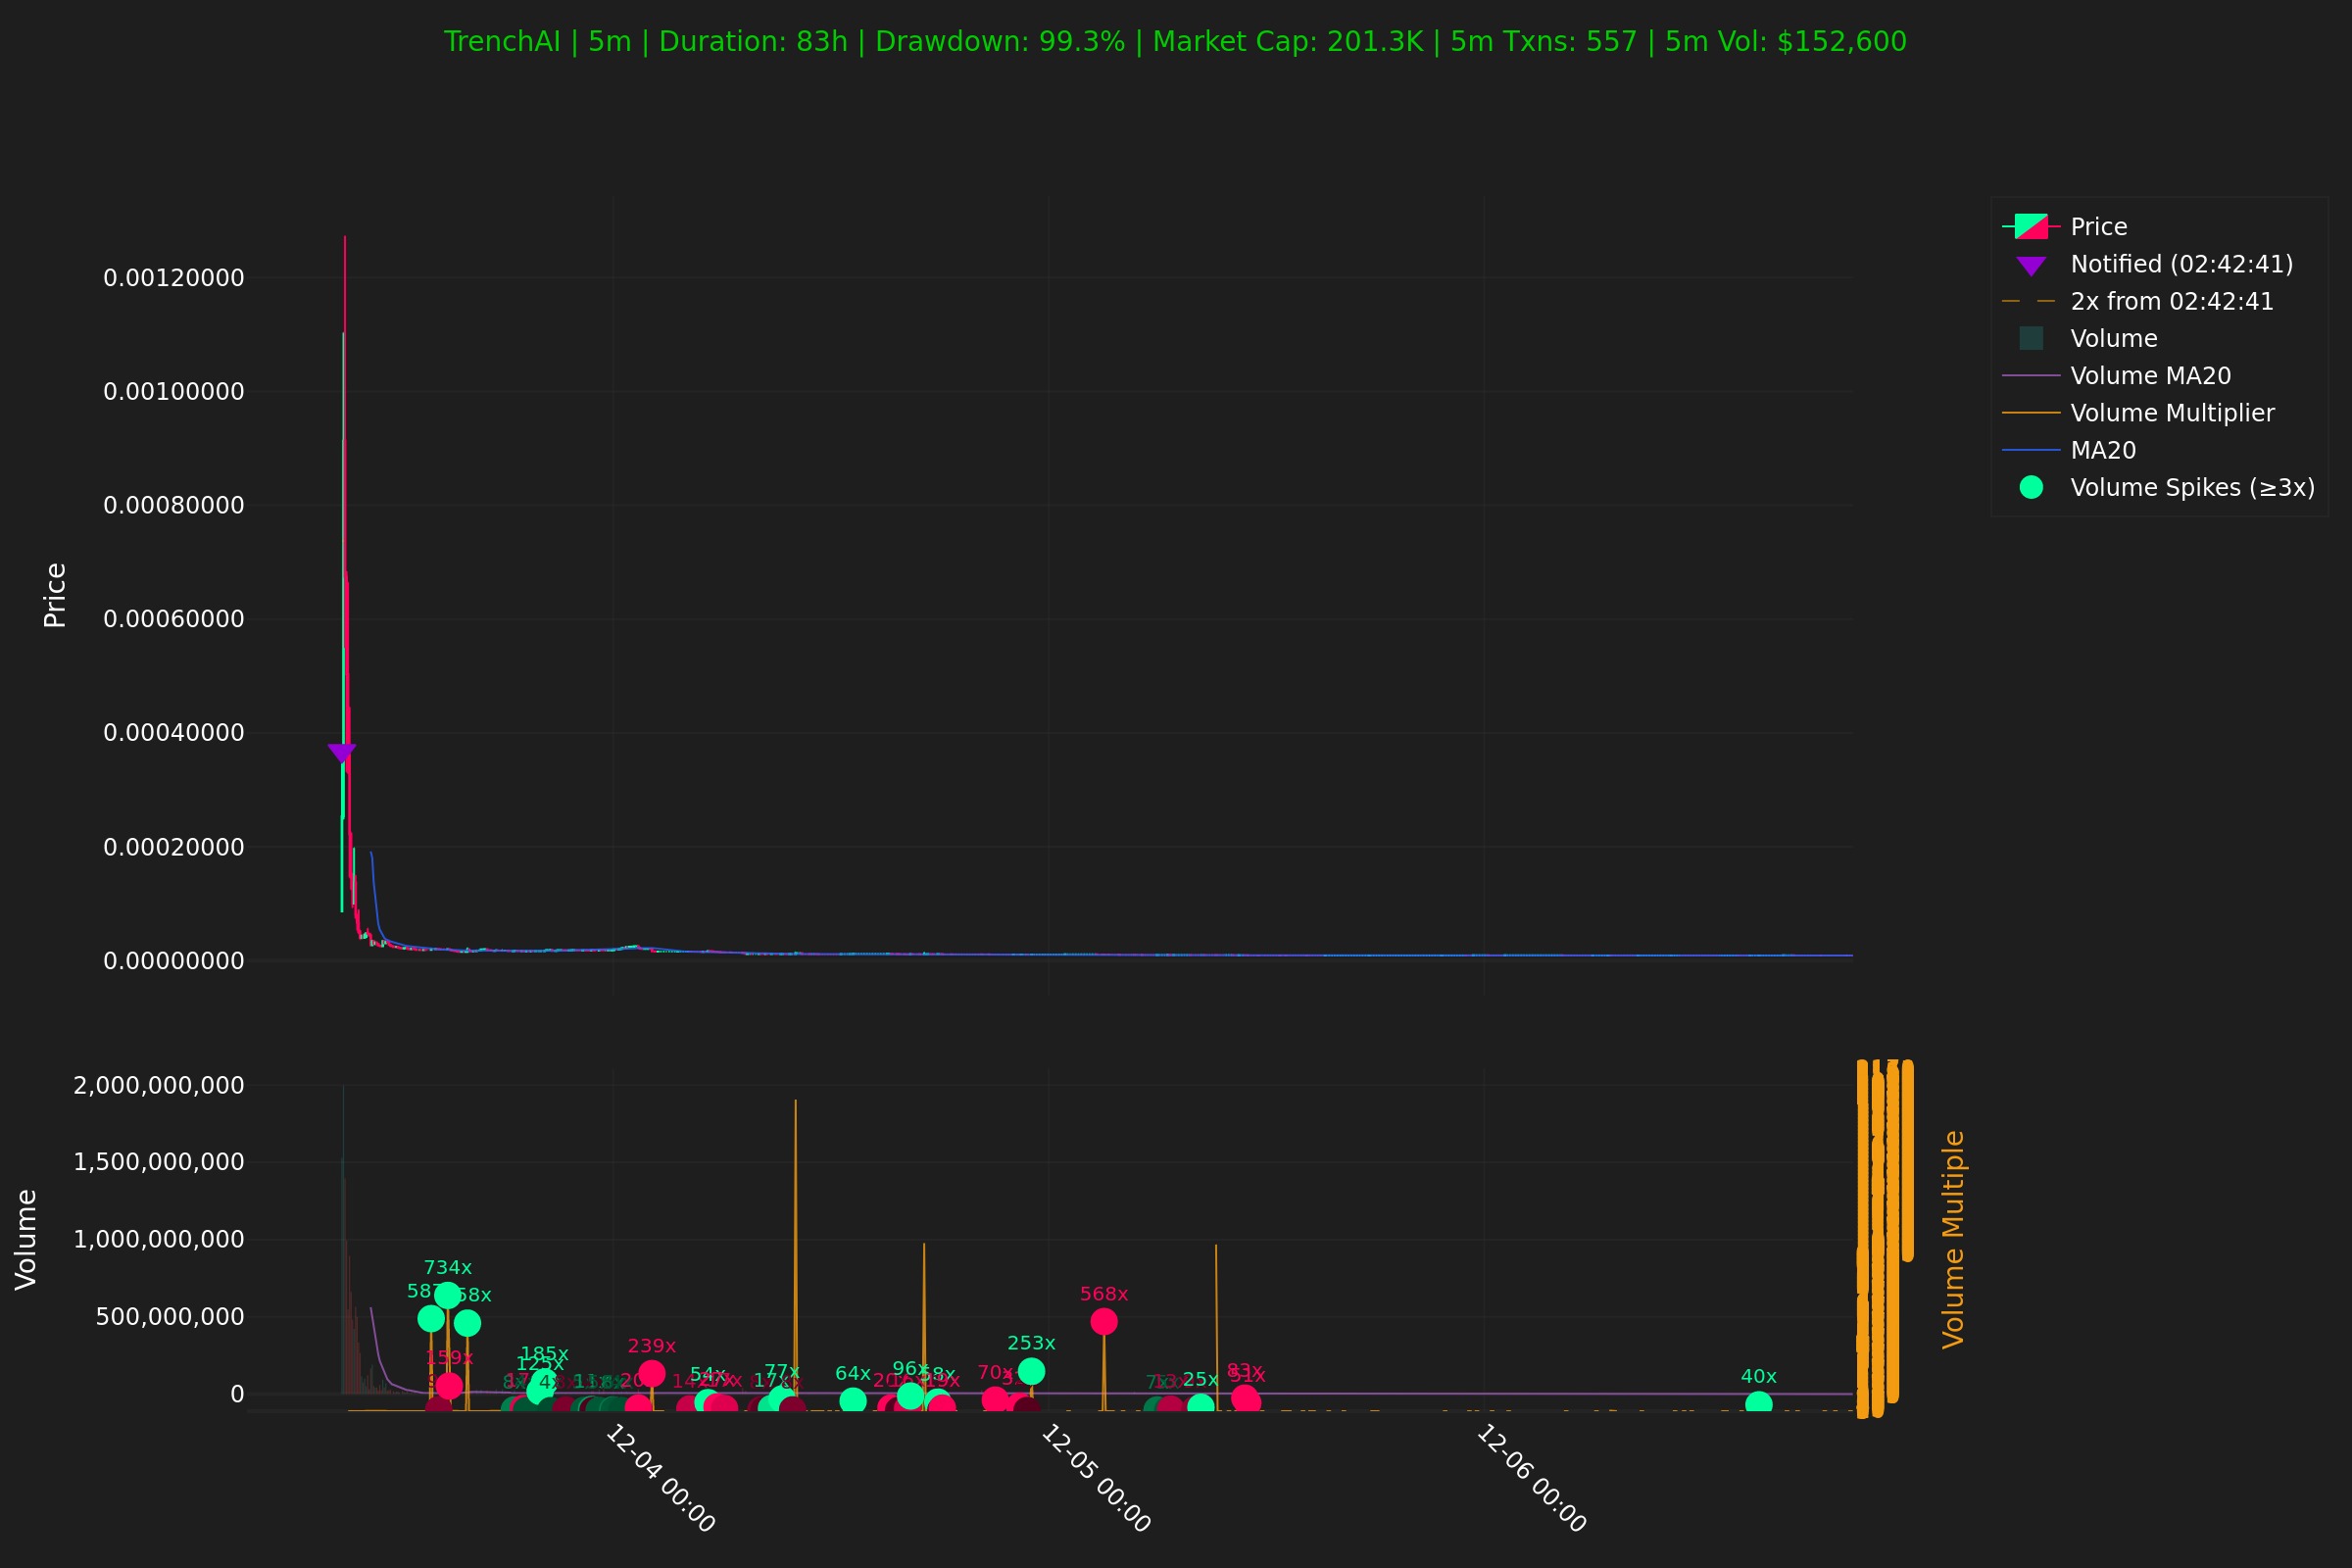 TrenchAI | 5m | Duration: 83h | Drawdown: 99.3% | Market Cap: 201.3K | 5m Txns: 557 | 5m Vol: $152,600
Price
Notified (02:42:41)
2x from 02:42:41
Volume
Volume MA20
Volume Multiplier
MA20
Volume Spikes (≥3x)
Price
0.00120000
0.00100000
0.00080000
0.00060000
0.00040000
0.00020000
0.00000000
Volume
2,000,000,000
1,500,000,000
1,000,000,000
500,000,000
0
734x
159x
185x
125x
239x
54x
77x
64x
96x
58x
70x
253x
568x
25x
83x
51x
40x
Volume Multiple
12-04 00:00
12-05 00:00
12-06 00:00